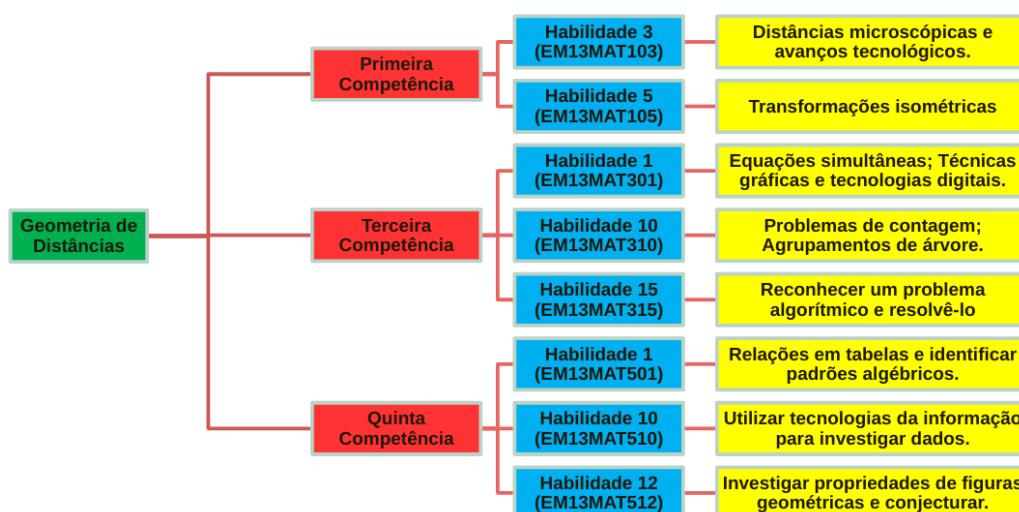 Geometria de
Distâncias
Primeira
Competência
Habilidade 3
(EM13MAT103)
Distâncias microscópicas e
avanços tecnológicos.
Habilidade 5
(EM13MAT105)
Transformações isométricas
Terceira
Competência
Habilidade 1
(EM13MAT301)
Equações simultâneas; Técnicas
gráficas e tecnologias digitais.
Habilidade 10
(EM13MAT310)
Problemas de contagem;
Agrupamentos de árvore.
Habilidade 15
(EM13MAT315)
Reconhecer um problema
algorítmico e resolvê-lo
Quinta
Competência
Habilidade 1
(EM13MAT501)
Relações em tabelas e identificar
padrões algébricos.
Habilidade 10
(EM13MAT510)
Utilizar tecnologias da informação
para investigar dados.
Habilidade 12
(EM13MAT512)
Investigar propriedades de figuras
geométricas e conjecturar.